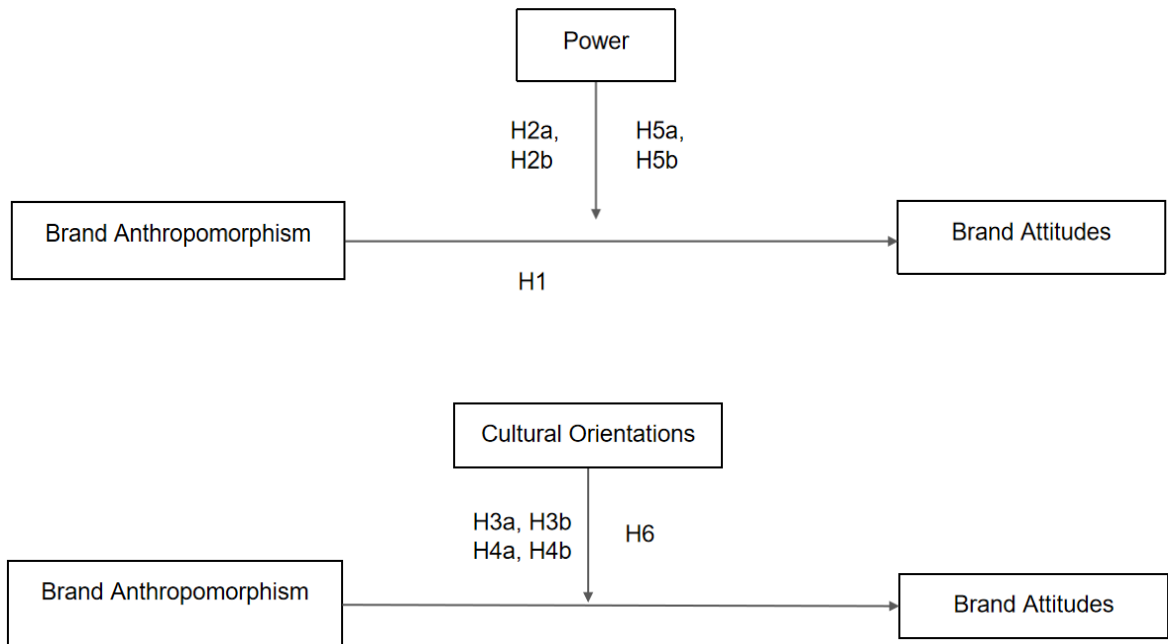 Power
H2a,
H2b
H5a,
H5b
Brand Anthropomorphism
Brand Attitudes
H1
Cultural Orientations
H3a, H3b
H4a, H4b
H6
Brand Anthropomorphism
Brand Attitudes